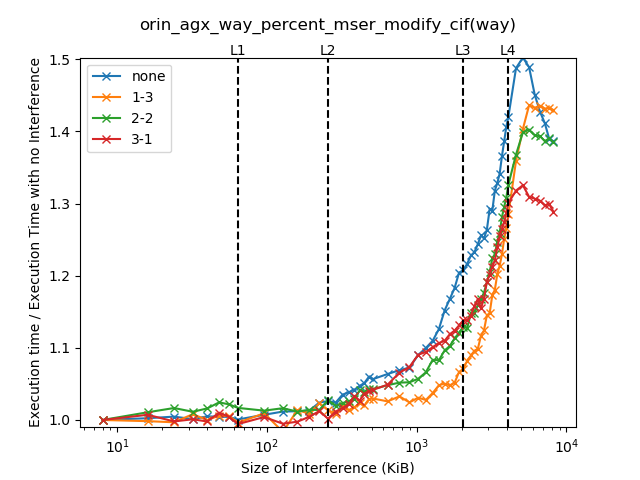 orin_agx_way_percent_mser_modify_cif(way)
L1 L2 L3 L4
none
1-3
2-2
3-1
Execution time / Execution Time with no Interference
1.5
1.4
1.3
1.2
1.1
1.0
10¹ 10² 10³ 10⁴
Size of Interference (KiB)